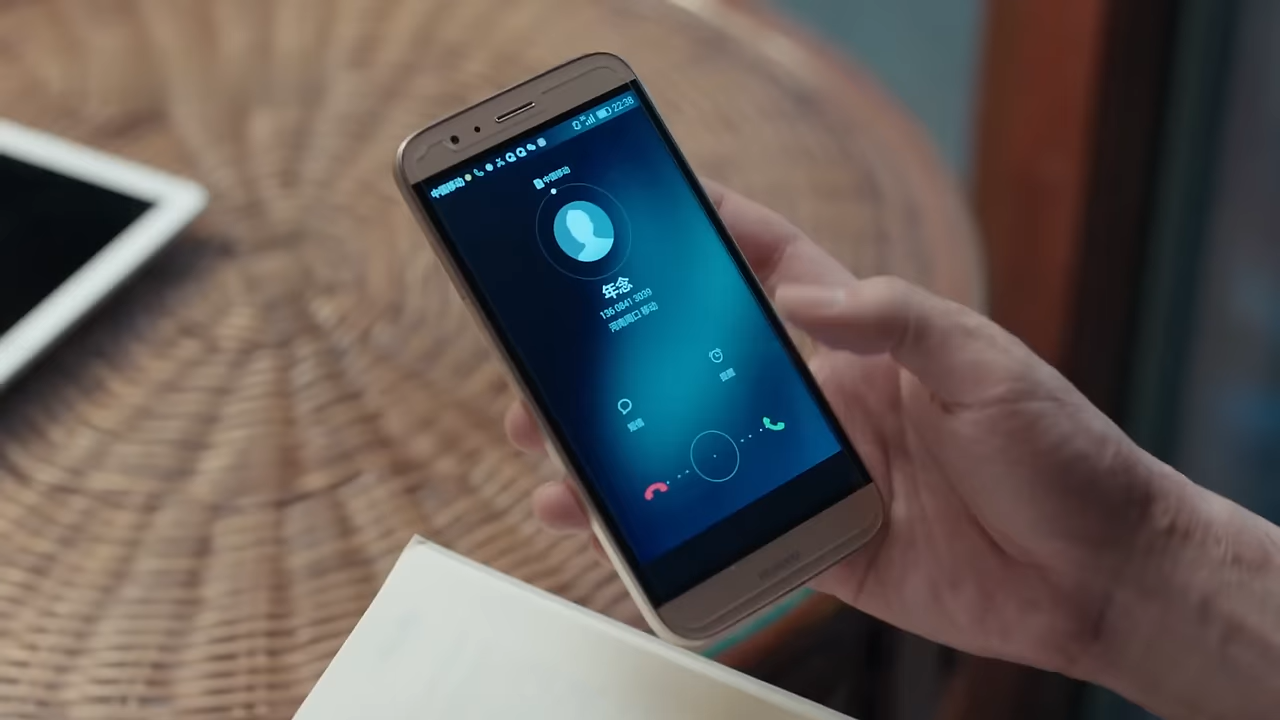 中国移动 22:38
中国移动
年念
136 0841 3039
河南周口 移动
提醒
短信